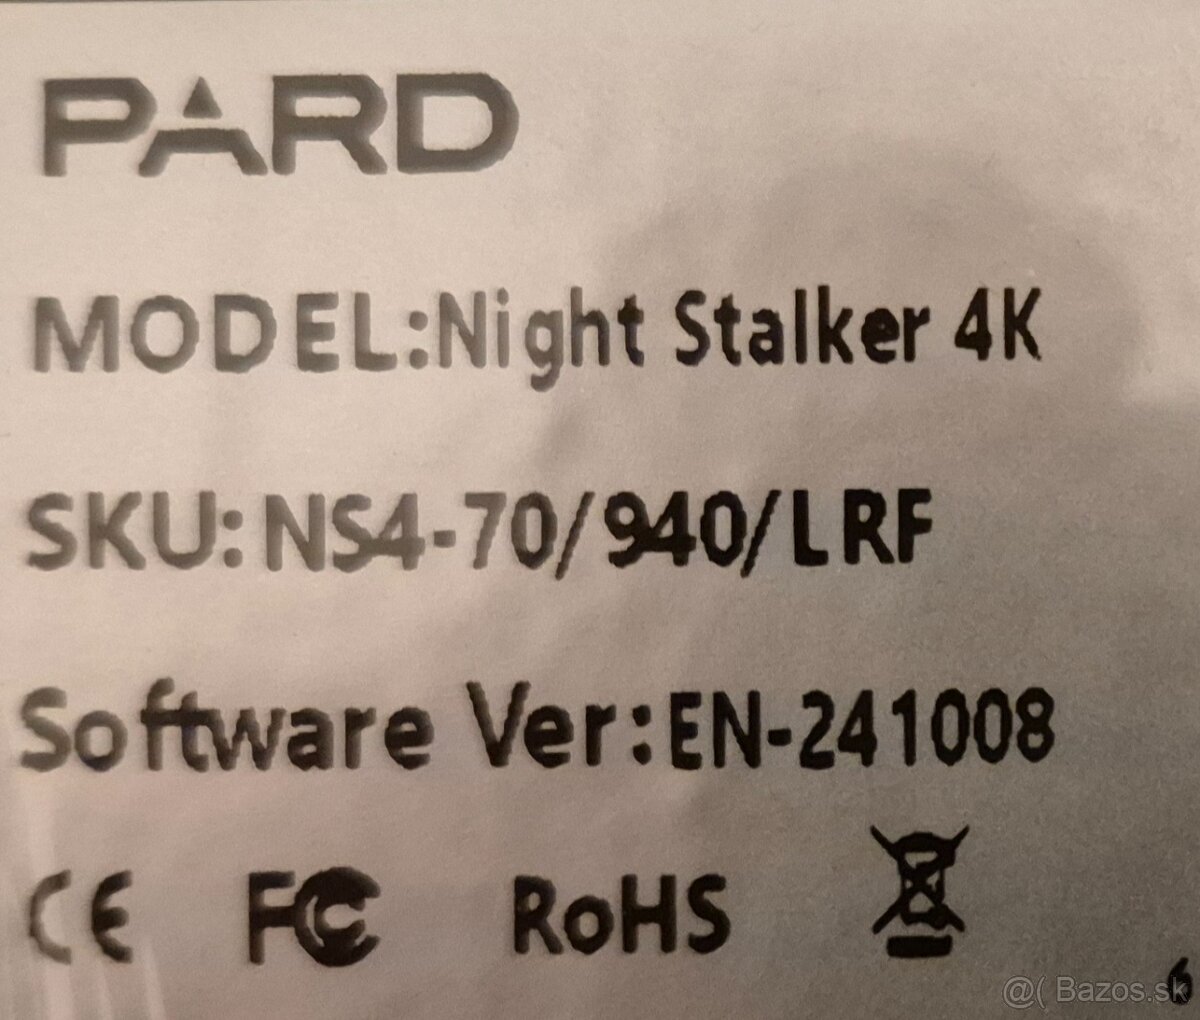 PARD
MODEL:Night Stalker 4K
SKU:NS4-70/940/LRF
Software Ver:EN-241008
CE FC RoHS
6
@( Bazos.sk